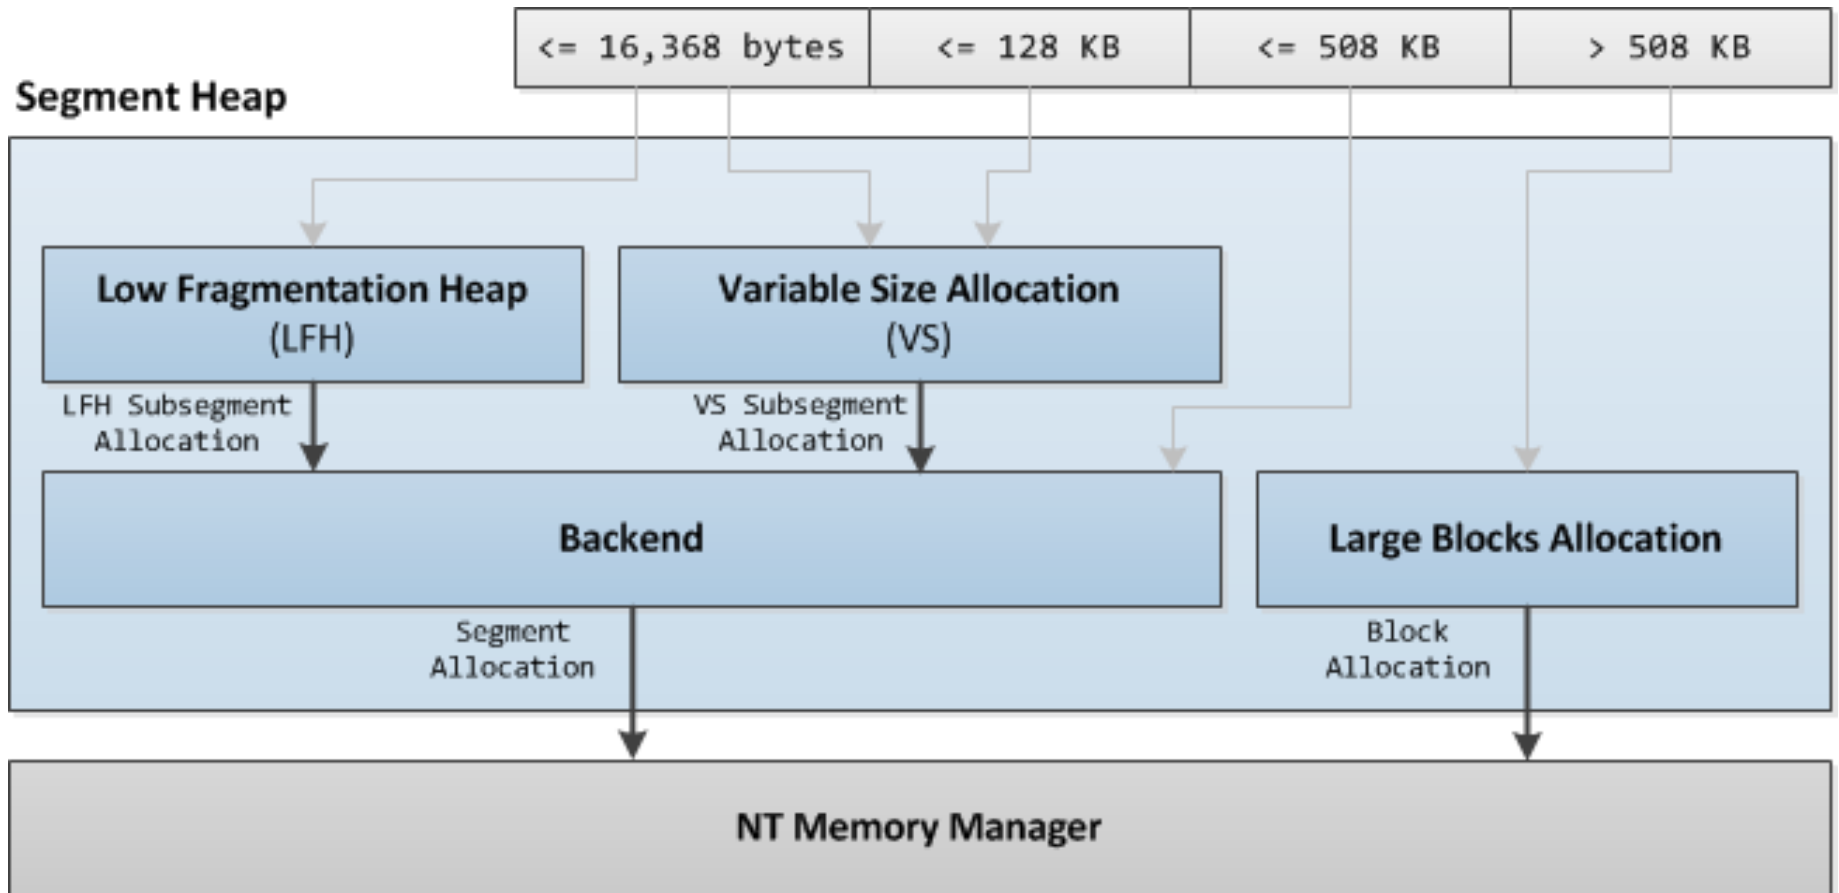 <= 16,368 bytes
<= 128 KB
<= 508 KB
> 508 KB
Segment Heap
Low Fragmentation Heap
(LFH)
Variable Size Allocation
(VS)
LFH Subsegment
Allocation
VS Subsegment
Allocation
Backend
Large Blocks Allocation
Segment
Allocation
Block
Allocation
NT Memory Manager